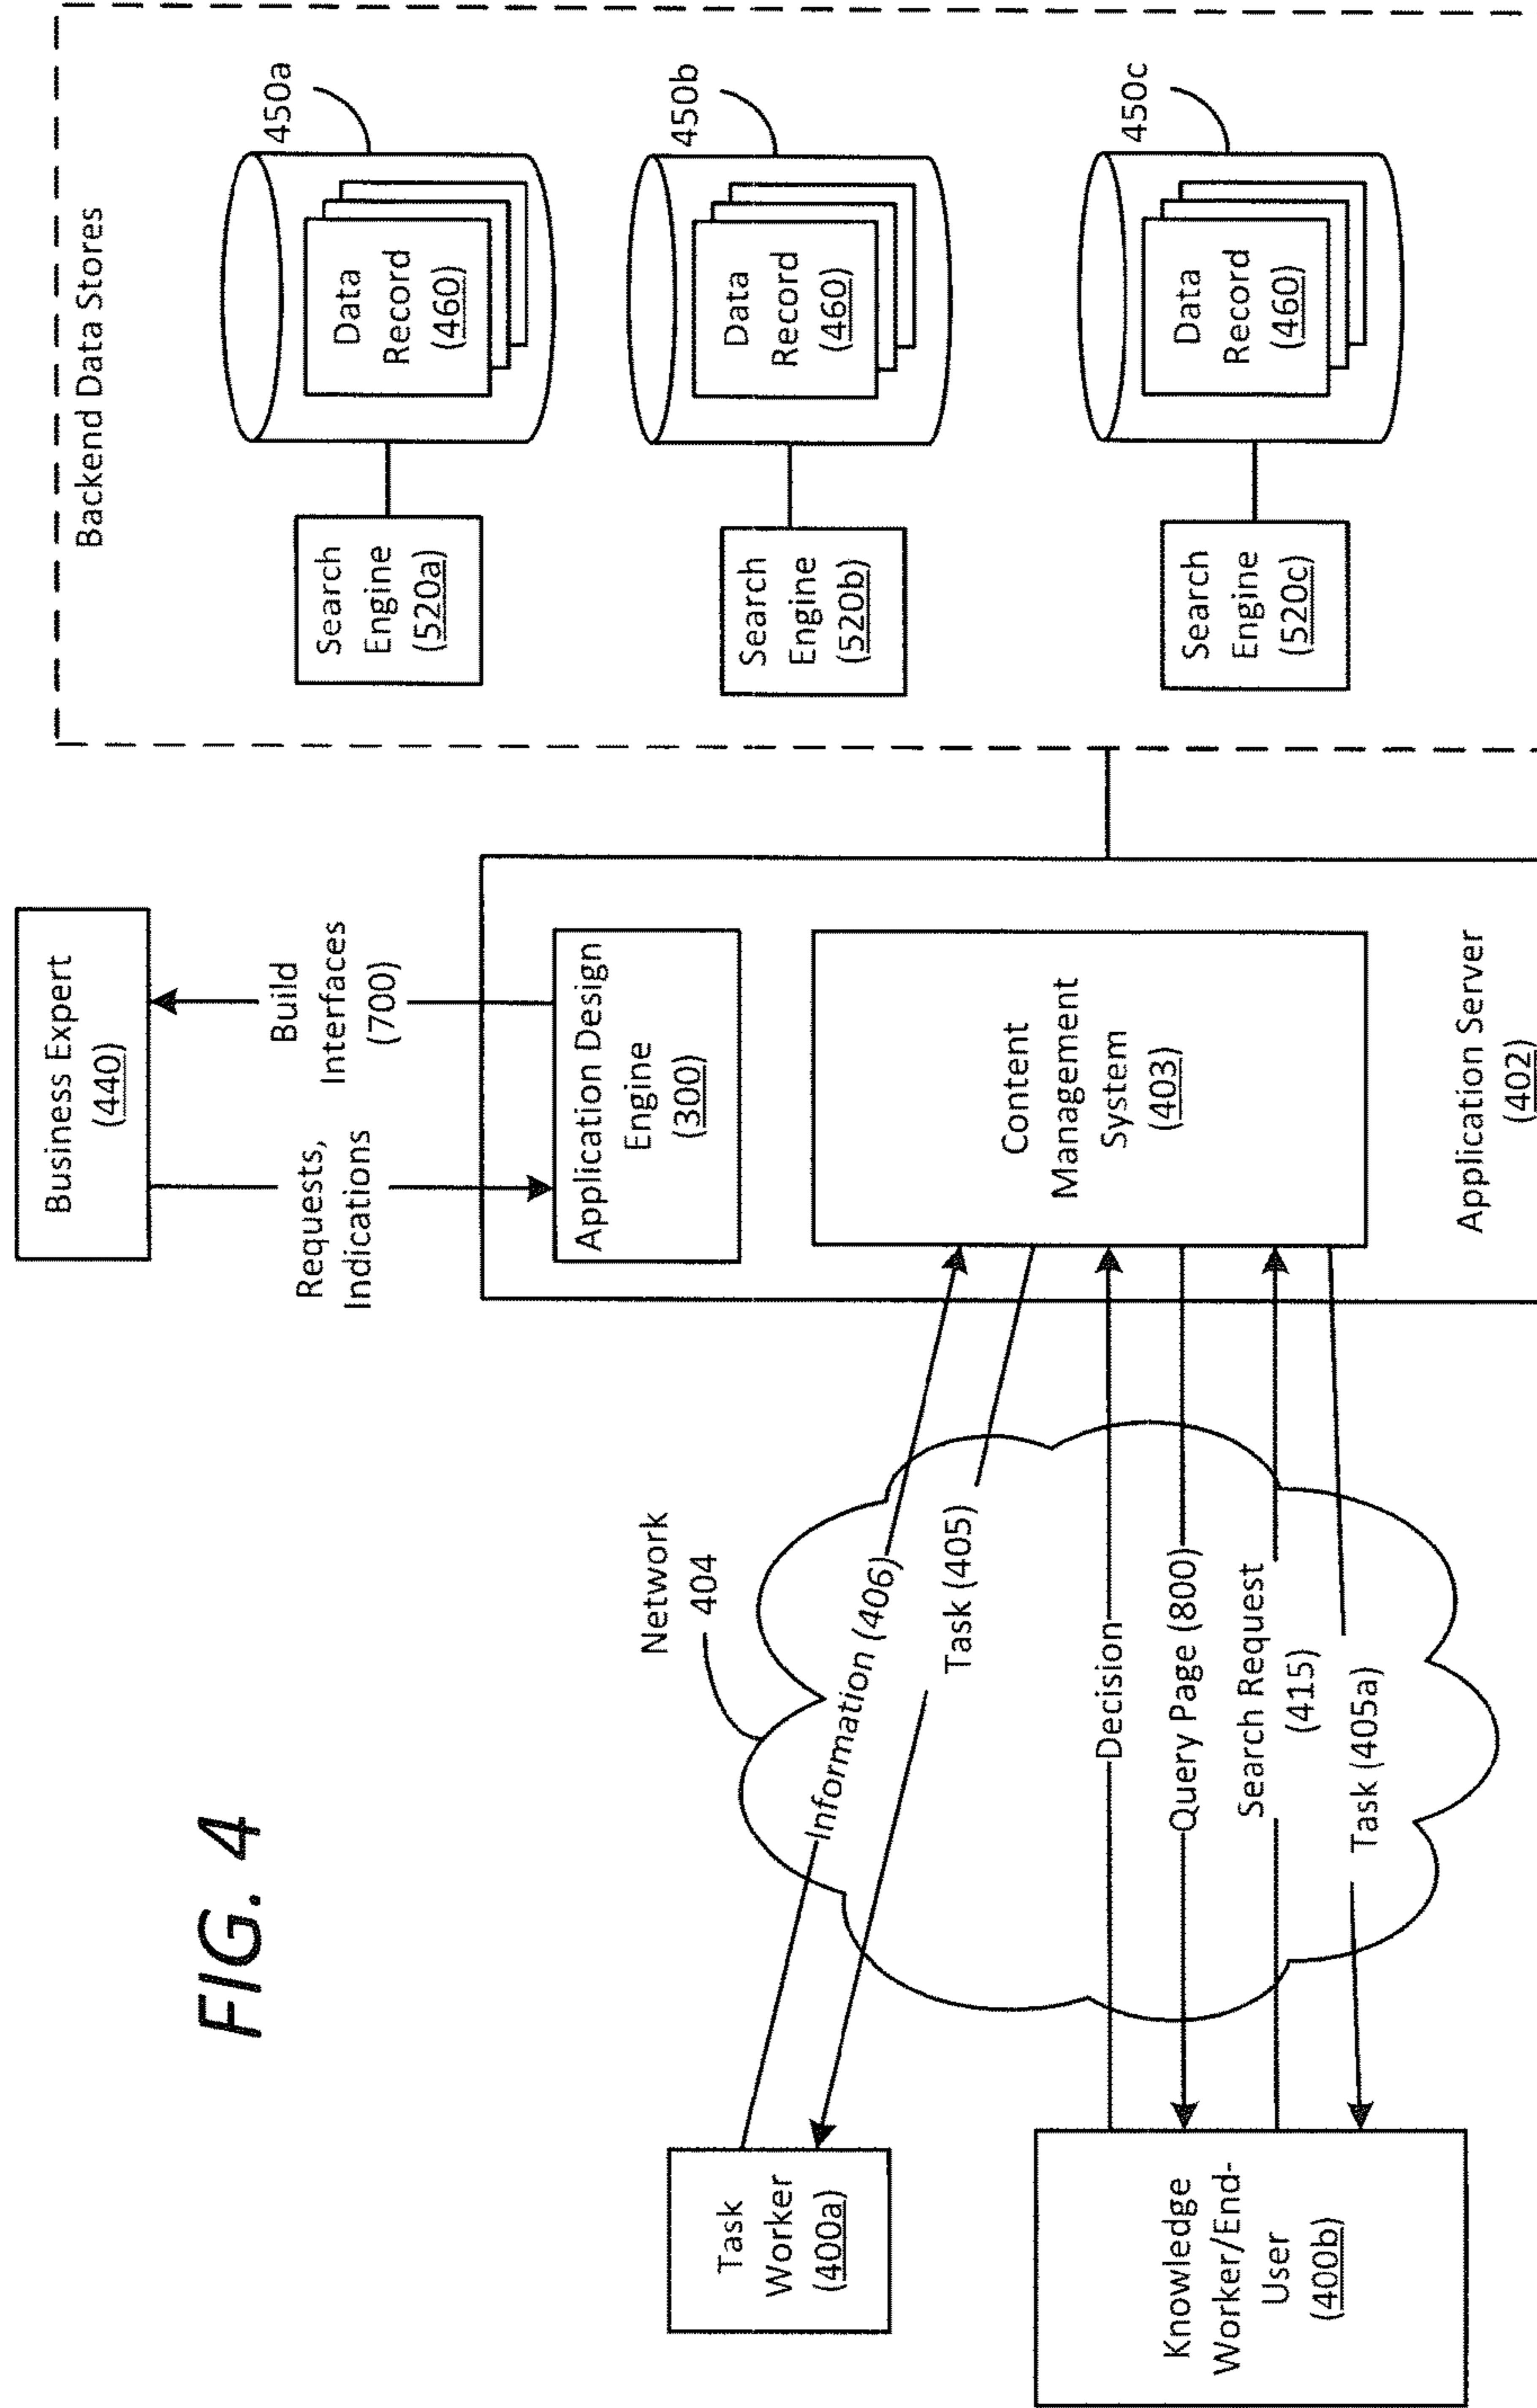 FIG. 4
Business Expert
(440)
Requests,
Indications
Build
Interfaces
(700)
Application Design
Engine
(300)
Content
Management
System
(403)
Application Server
(402)
Network
404
Task
Worker
(400a)
Information (406)
Task (405)
Knowledge
Worker/End-
User
(400b)
Decision
Query Page (800)
Search Request
(415)
Task (405a)
Backend Data Stores
Search
Engine
(520a)
Data
Record
(460)
450a
Search
Engine
(520b)
Data
Record
(460)
450b
Search
Engine
(520c)
Data
Record
(460)
450c